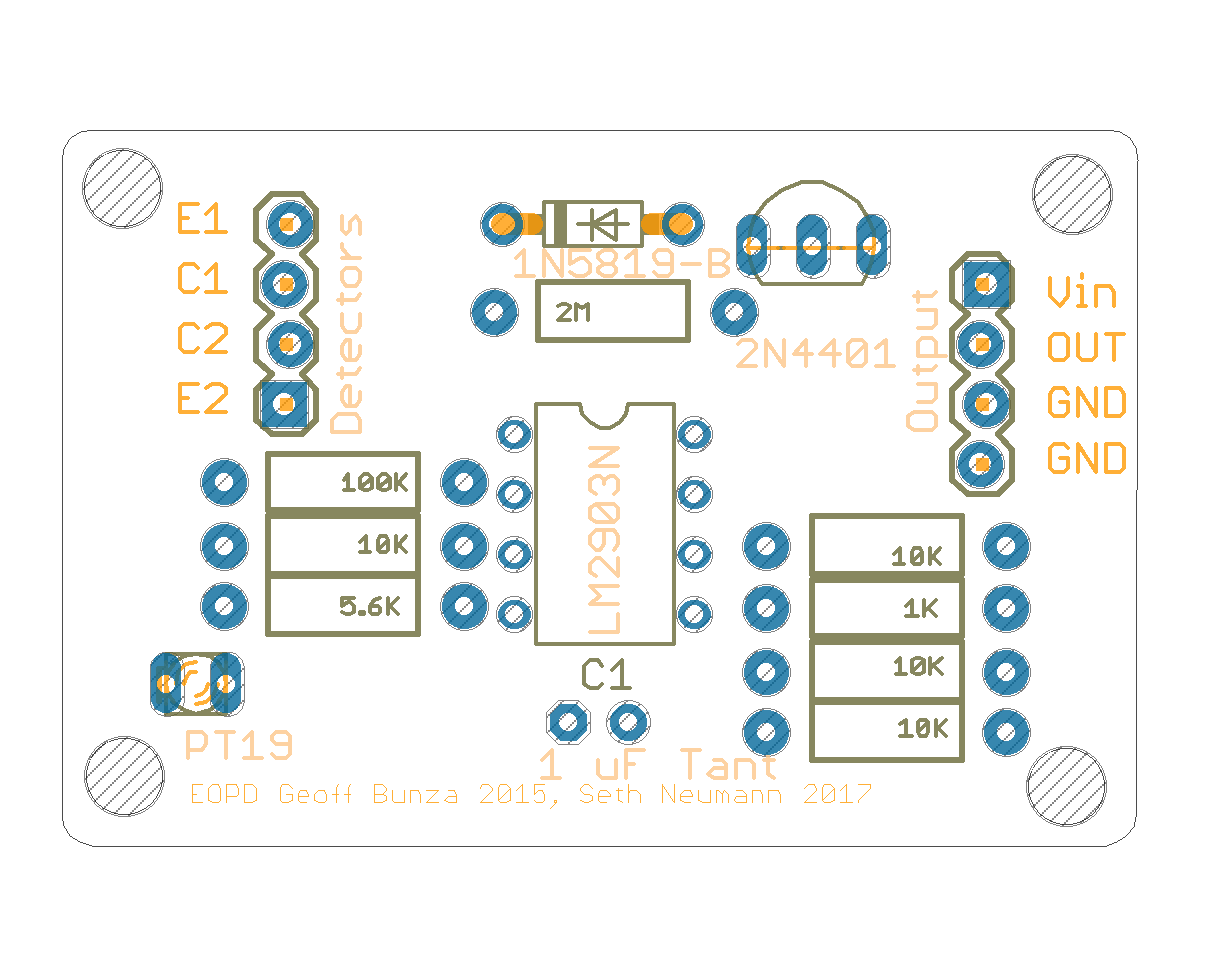 E1
C1
C2
E2
Detectors
1N5819-B
2M
2N4401
Output
Vin
OUT
GND
GND
100K
10K
5.6K
LM2903N
10K
1K
10K
10K
C1
PT19
1 uF Tant
EOPD Geoff Bunza 2015, Seth Neumann 2017